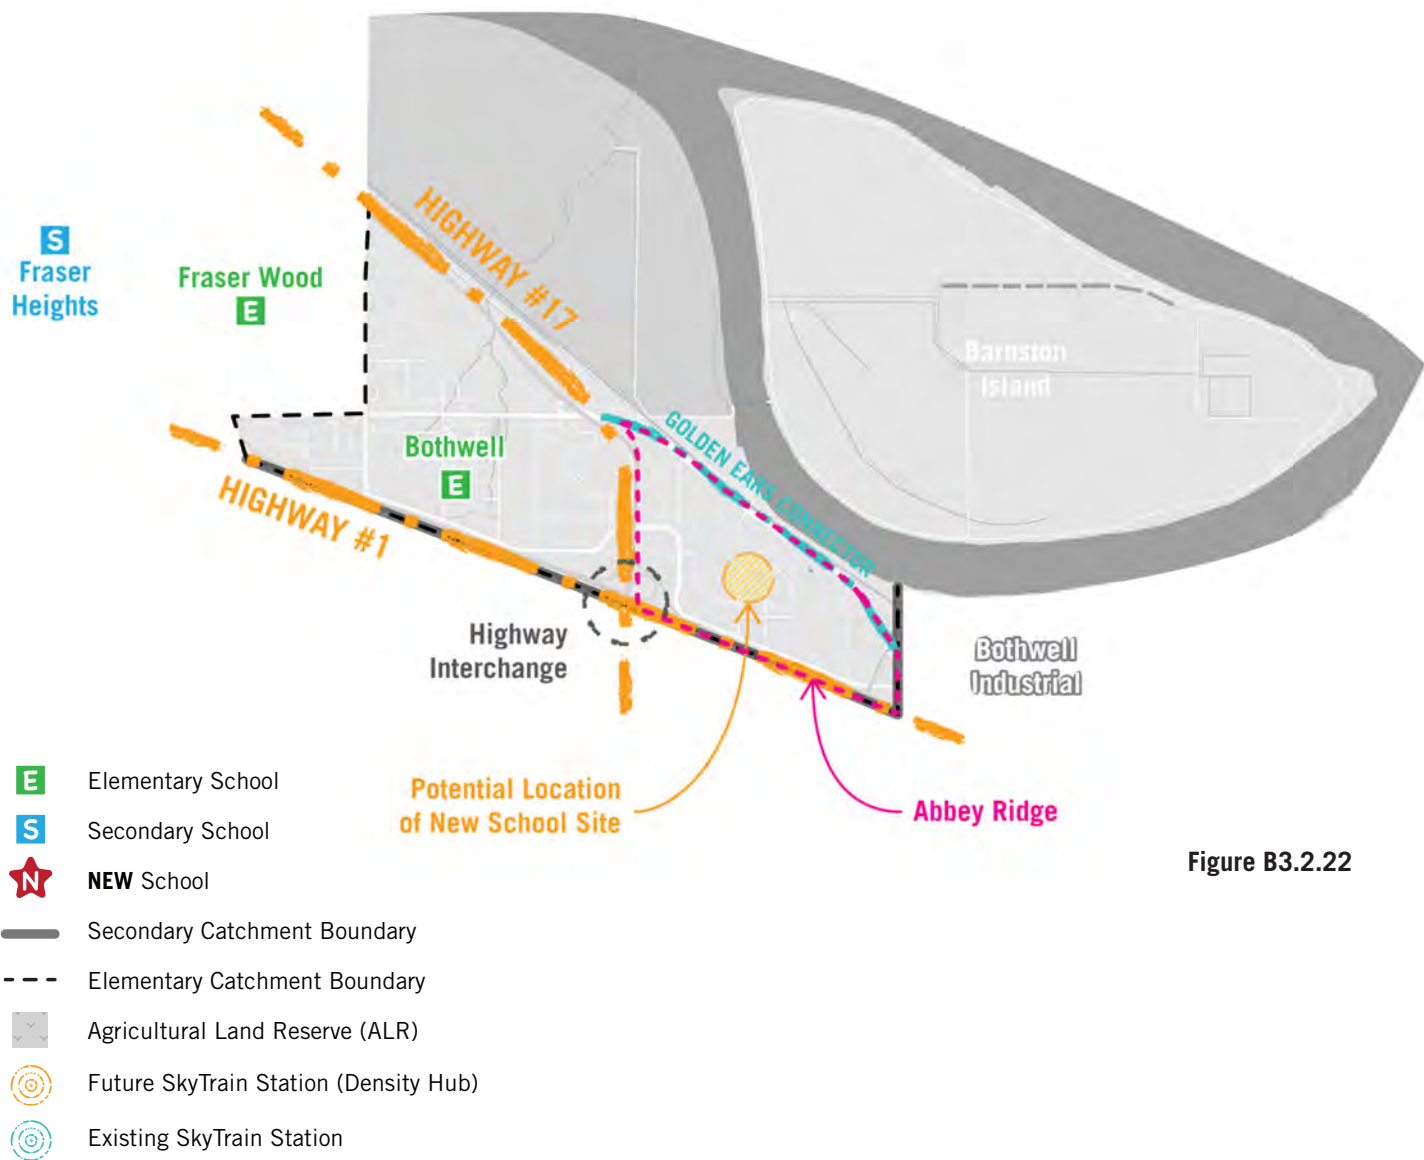 HIGHWAY #17
S
Fraser
Heights
Fraser Wood
E
Barnston
Island
Bothwell
E
GOLDEN EARS CONNECTOR
HIGHWAY #1
Highway
Interchange
Bothwell
Industrial
Potential Location
of New School Site
Abbey Ridge
Figure B3.2.22
E Elementary School
S Secondary School
N NEW School
Secondary Catchment Boundary
Elementary Catchment Boundary
Agricultural Land Reserve (ALR)
Future SkyTrain Station (Density Hub)
Existing SkyTrain Station